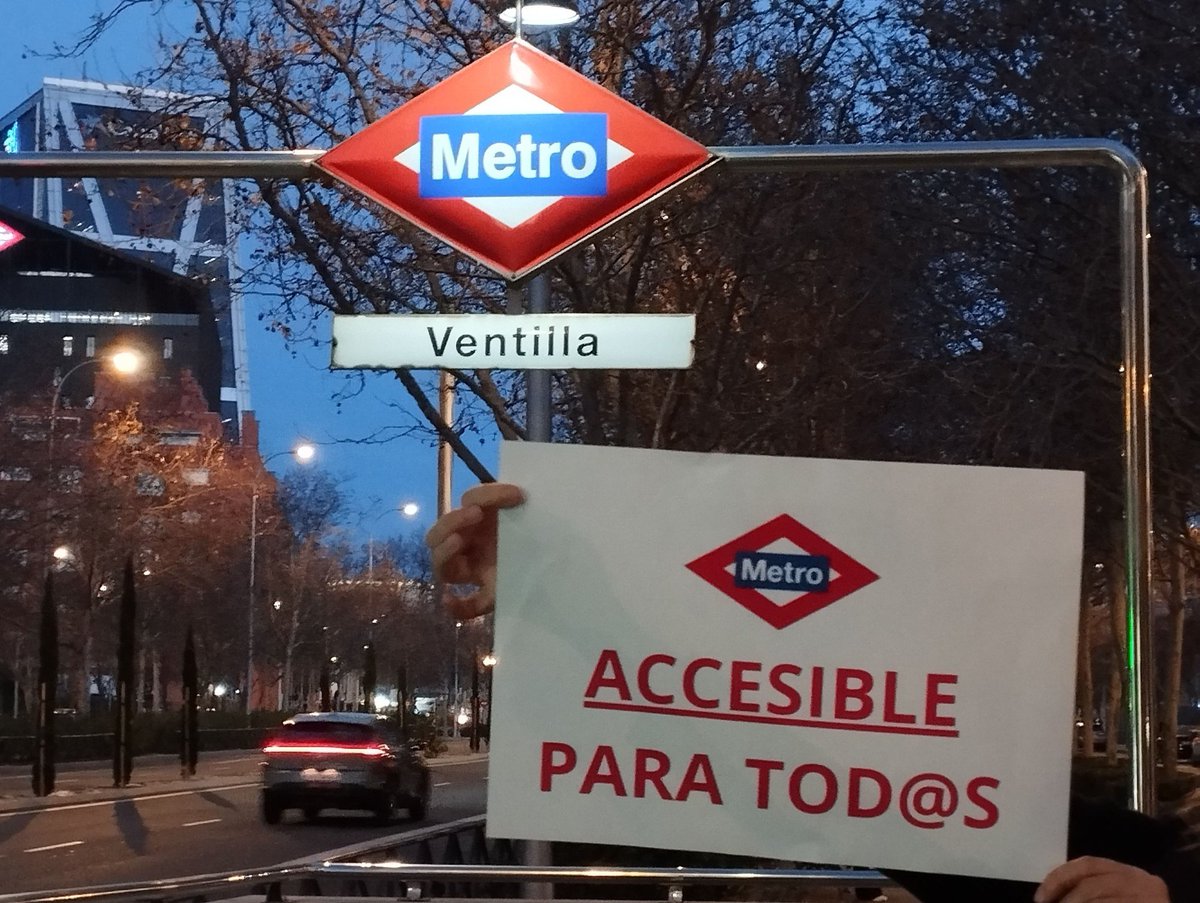 Metro
Ventilla
Metro
ACCESIBLE
PARA TOD@S